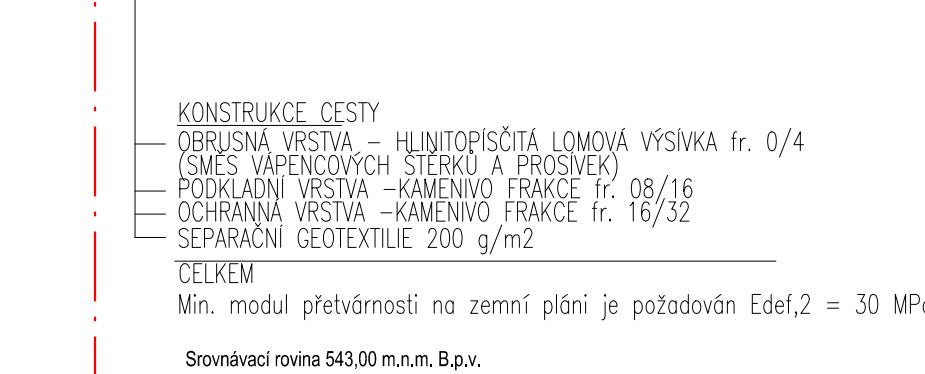 KONSTRUKCE CESTY
OBRUSNÁ VRSTVA – HLINITOPÍSČITÁ LOMOVÁ VÝSÍVKA fr. 0/4
(SMĚS VÁPENCOVÝCH ŠTĚRKŮ A PROSÍVEK)
PODKLADNÍ VRSTVA –KAMENIVO FRAKCE fr. 08/16
OCHRANNÁ VRSTVA –KAMENIVO FRAKCE fr. 16/32
SEPARAČNÍ GEOTEXTILIE 200 g/m2
CELKEM
Min. modul přetvárnosti na zemní pláni je požadován Edef,2 = 30 MPa
Srovnávací rovina 543,00 m.n.m. B.p.v.